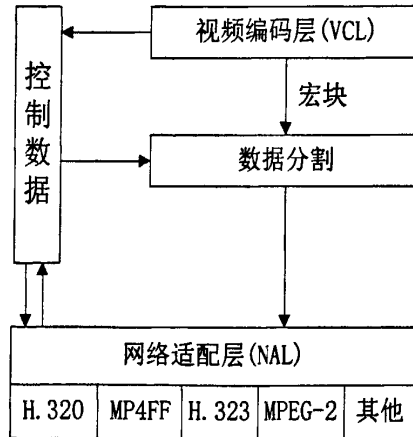 视频编码层(VCL)
控制数据
宏块
数据分割
网络适配层(NAL)
H.320 MP4FF H.323 MPEG-2 其他